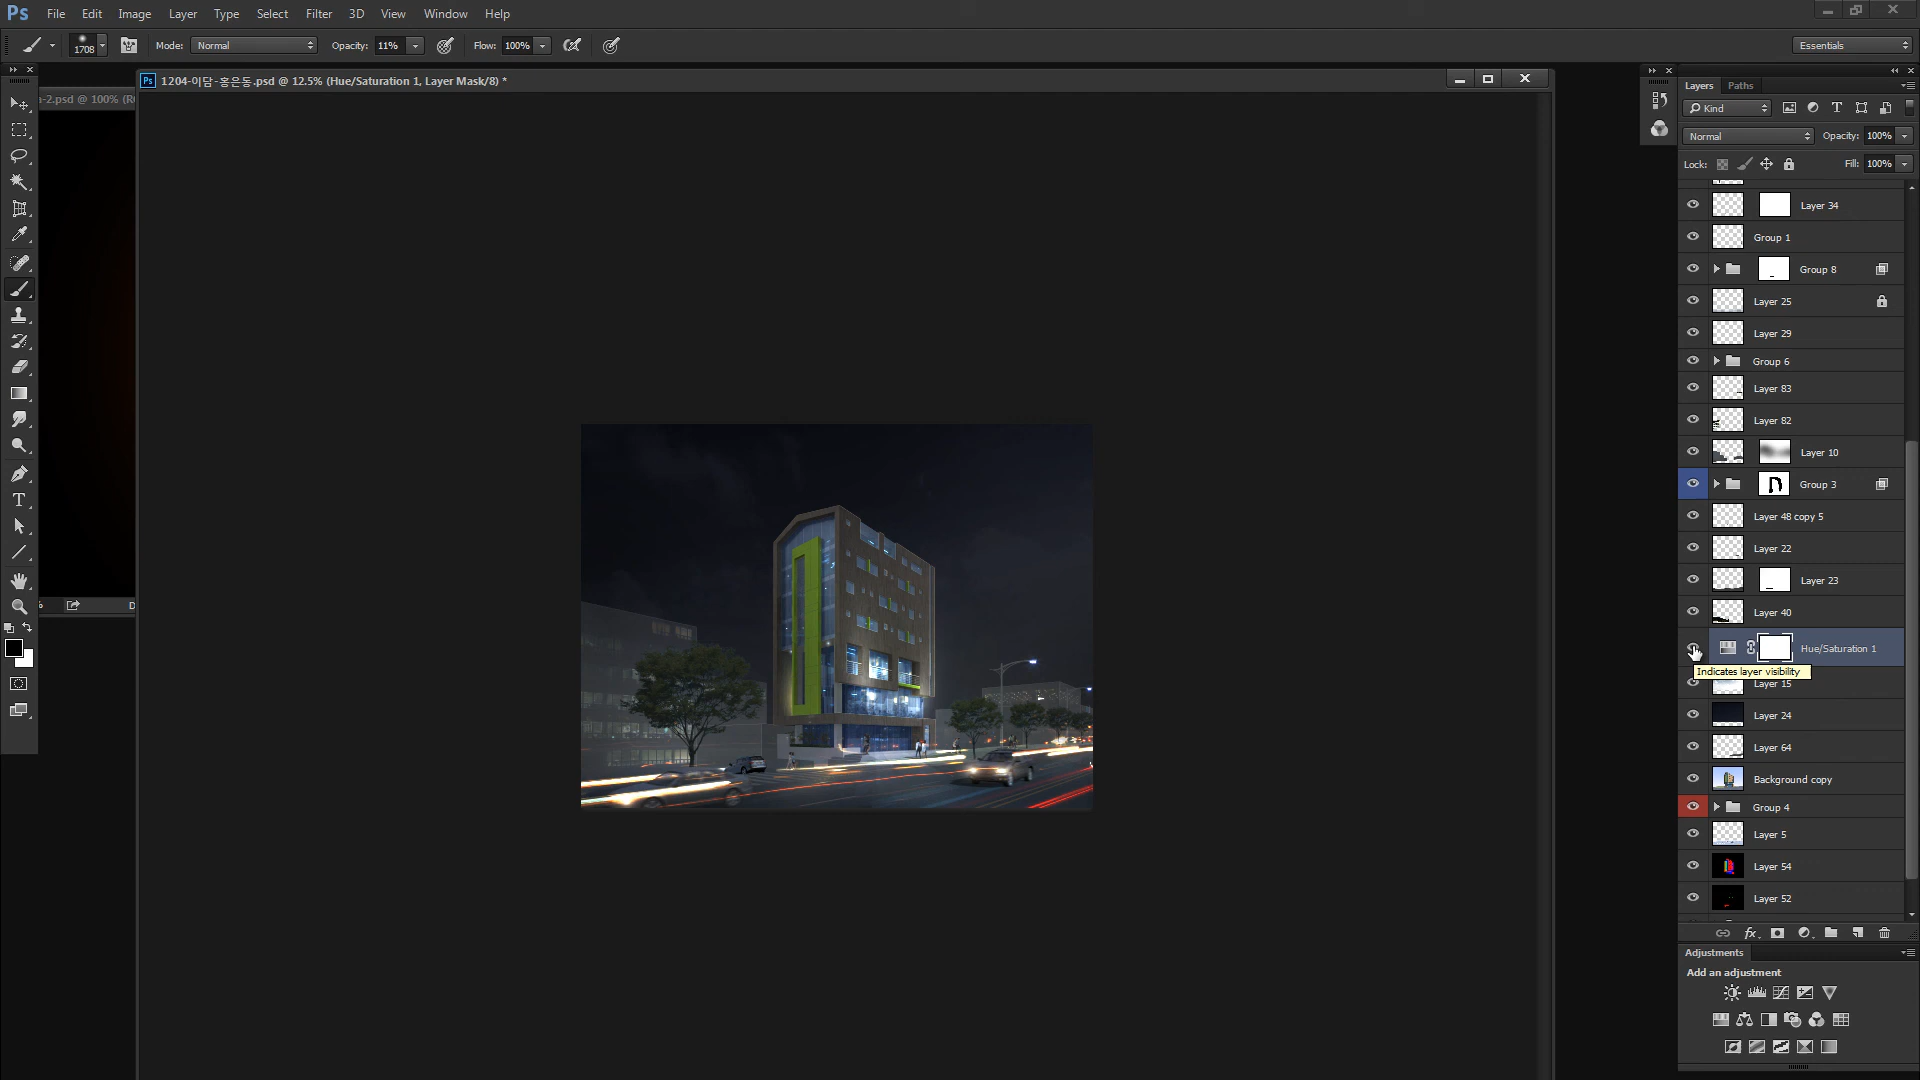 Ps File Edit Image Layer Type Select Filter 3D View Window Help
1708 Mode: Normal Opacity: 11% Flow: 100% Essentials
a-2.psd @ 100% (R
Ps 1204-이담-홍은동.psd @ 12.5% (Hue/Saturation 1, Layer Mask/8) *
Layers Paths
Kind
Normal Opacity: 100%
Lock: Fill: 100%
Layer 34
Group 1
Group 8
Layer 25
Layer 29
Group 6
Layer 83
Layer 82
Layer 10
Group 3
Layer 48 copy 5
Layer 22
Layer 23
Layer 40
Hue/Saturation 1
Indicates layer visibility
Layer 15
Layer 24
Layer 64
Background copy
Group 4
Layer 5
Layer 54
Layer 52
Adjustments
Add an adjustment